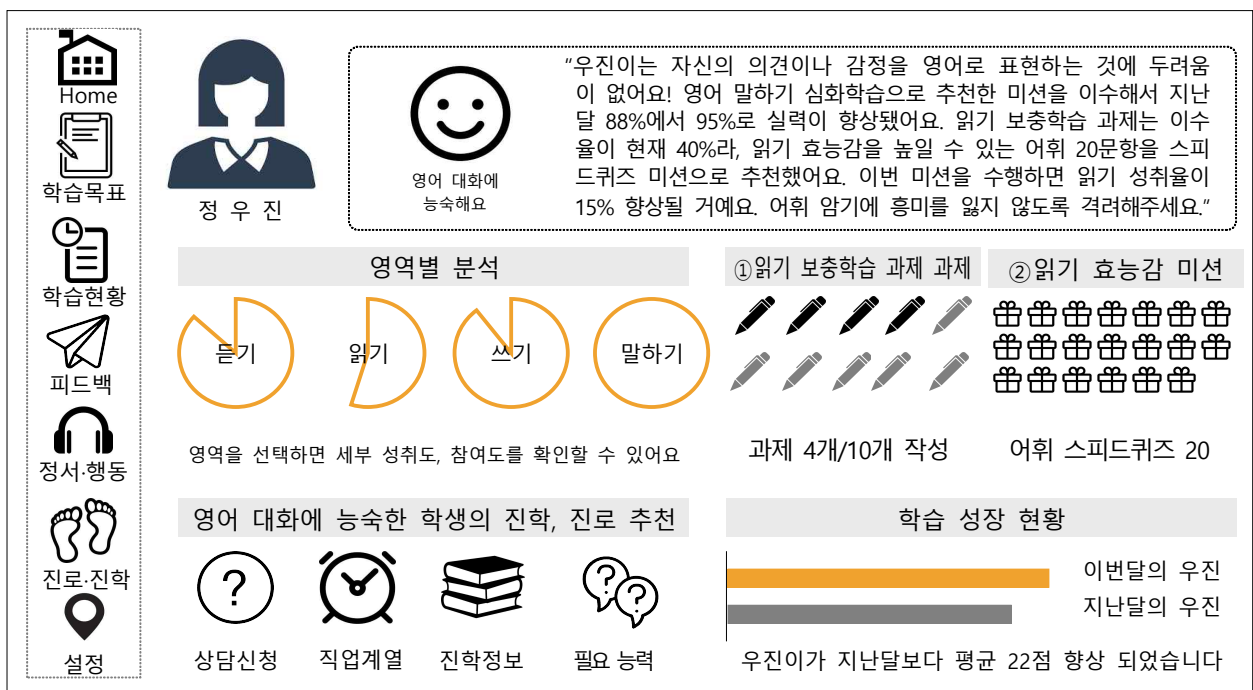 Home
학습목표
학습현황
피드백
정서·행동
진로·진학
설정
정 우 진
영어 대화에
능숙해요
“우진이는 자신의 의견이나 감정을 영어로 표현하는 것에 두려움
이 없어요! 영어 말하기 심화학습으로 추천한 미션을 이수해서 지난
달 88%에서 95%로 실력이 향상됐어요. 읽기 보충학습 과제는 이수
율이 현재 40%라, 읽기 효능감을 높일 수 있는 어휘 20문항을 스피
드퀴즈 미션으로 추천했어요. 이번 미션을 수행하면 읽기 성취율이
15% 향상될 거예요. 어휘 암기에 흥미를 잃지 않도록 격려해주세요.”
영역별 분석
듣기 읽기 쓰기 말하기
영역을 선택하면 세부 성취도, 참여도를 확인할 수 있어요
①읽기 보충학습 과제 과제
과제 4개/10개 작성
②읽기 효능감 미션
어휘 스피드퀴즈 20
영어 대화에 능숙한 학생의 진학, 진로 추천
상담신청 직업계열 진학정보 필요 능력
학습 성장 현황
이번달의 우진
지난달의 우진
우진이가 지난달보다 평균 22점 향상 되었습니다